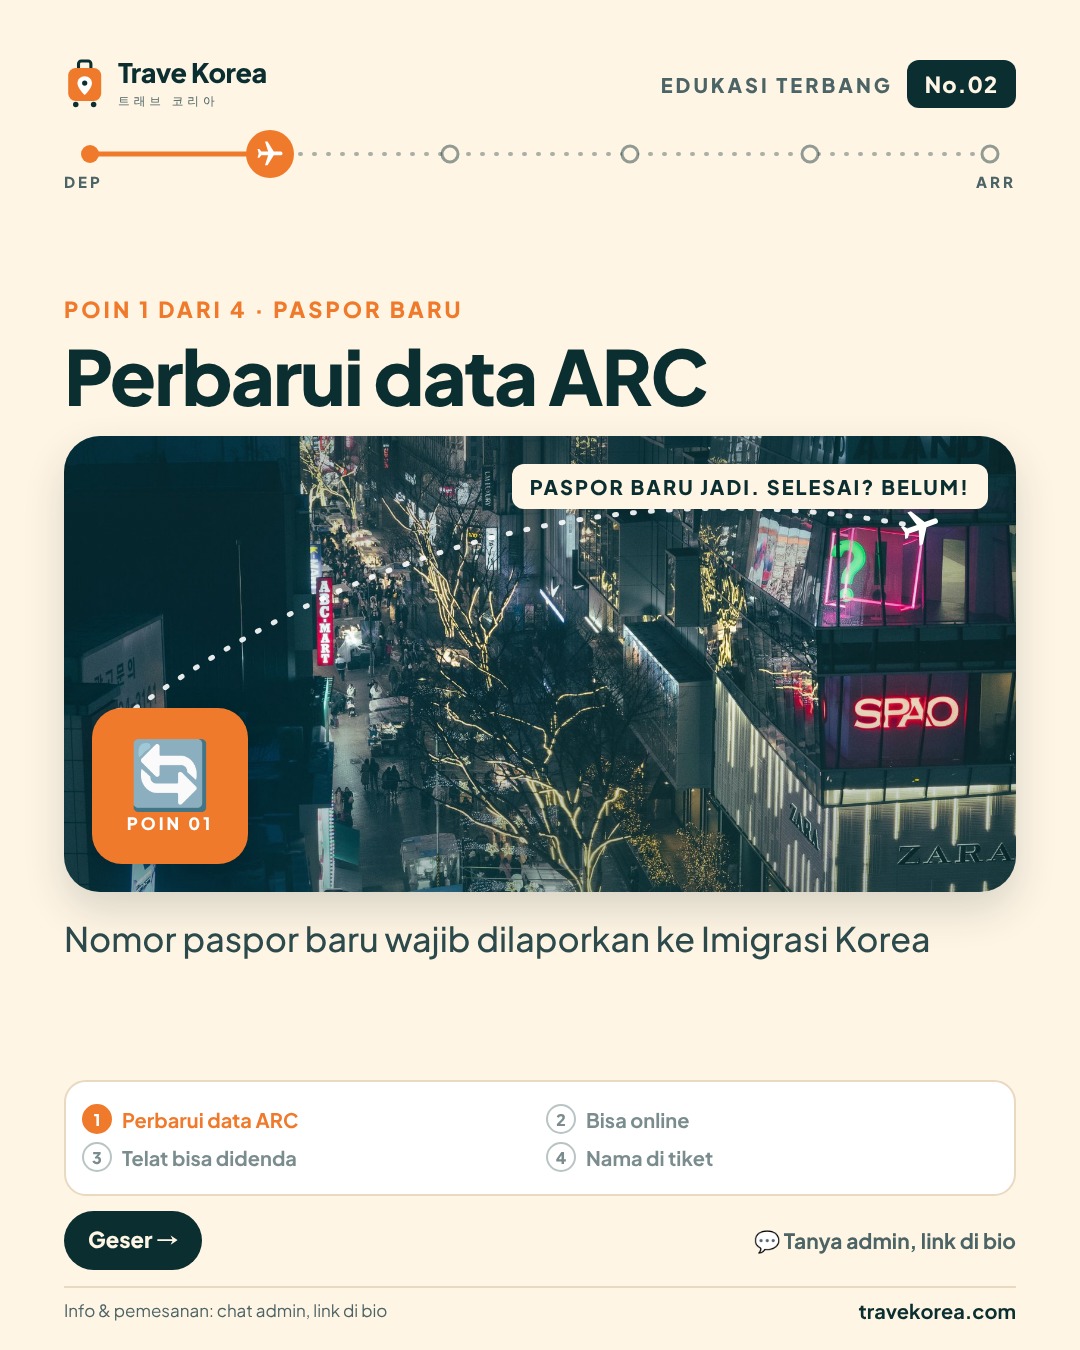 Trave Korea
트래브 코리아
EDUKASI TERBANG
No.02
DEP
ARR
POIN 1 DARI 4 · PASPOR BARU
Perbarui data ARC
PASPOR BARU JADI. SELESAI? BELUM!
?
ABC-MART
SPAO
ZARA
ZARA
POIN 01
Nomor paspor baru wajib dilaporkan ke Imigrasi Korea
1 Perbarui data ARC
2 Bisa online
3 Telat bisa didenda
4 Nama di tiket
Geser →
💬 Tanya admin, link di bio
Info & pemesanan: chat admin, link di bio
travekorea.com